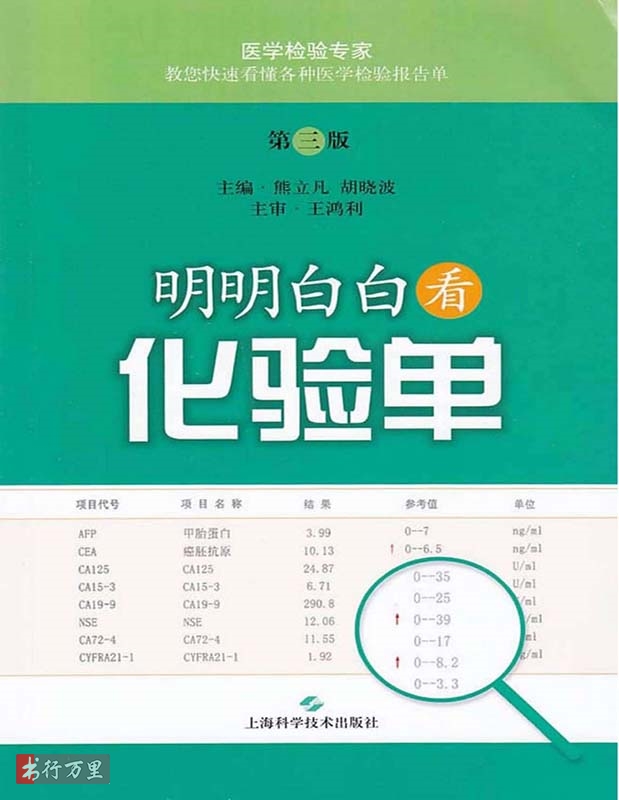 医学检验专家
教您快速看懂各种医学检验报告单
第三版
主编·熊立凡 胡晓波
主审·王鸿利
明明白白看
化验单
项目代号 项目名称 结果 参考值 单位
AFP 甲胎蛋白 3.99 0--7 ng/ml
CEA 癌胚抗原 10.13 ↑ 0--6.5 ng/ml
CA125 CA125 24.87 0--35 U/ml
CA15-3 CA15-3 6.71 0--25 U/ml
CA19-9 CA19-9 290.8 ↑ 0--39 /ml
NSE NSE 12.06 0--17 /ml
CA72-4 CA72-4 11.55 ↑ 0--8.2 /ml
CYFRA21-1 CYFRA21-1 1.92 0--3.3 g/ml
上海科学技术出版社
书行万里